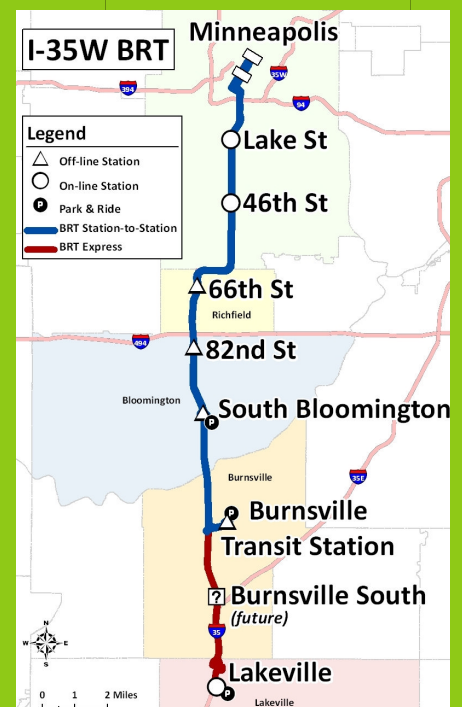 Minneapolis
I-35W BRT
35W
394
94
Legend
Off-line Station
On-line Station
P Park & Ride
BRT Station-to-Station
BRT Express
Lake St
46th St
66th St
Richfield
494
82nd St
Bloomington
South Bloomington
P
Burnsville
35E
P
Burnsville
Transit Station
? Burnsville South
(future)
35
N
W E
S
Lakeville
P
Lakeville
0 1 2 Miles